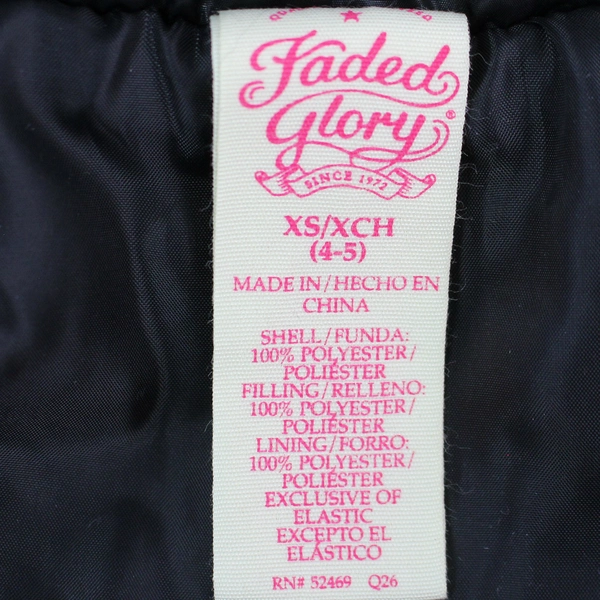 Faded
Glory®
SINCE 1972
XS/XCH
(4-5)
MADE IN/HECHO EN
CHINA
SHELL/FUNDA:
100% POLYESTER/
POLIÉSTER
FILLING/RELLENO:
100% POLYESTER/
POLIÉSTER
LINING/FORRO:
100% POLYESTER/
POLIÉSTER
EXCLUSIVE OF
ELASTIC
EXCEPTO EL
ELÁSTICO
RN# 52469 Q26